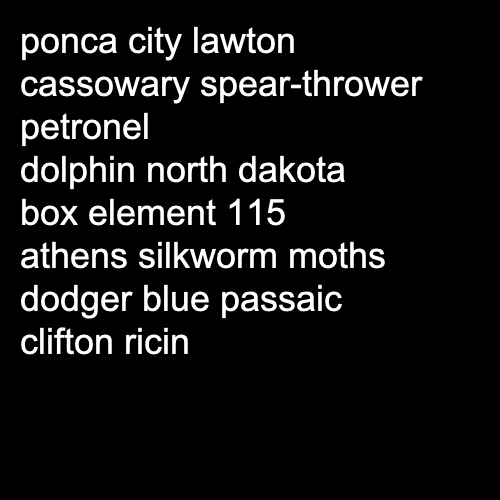 ponca city lawton
cassowary spear-thrower
petronel
dolphin north dakota
box element 115
athens silkworm moths
dodger blue passaic
clifton ricin